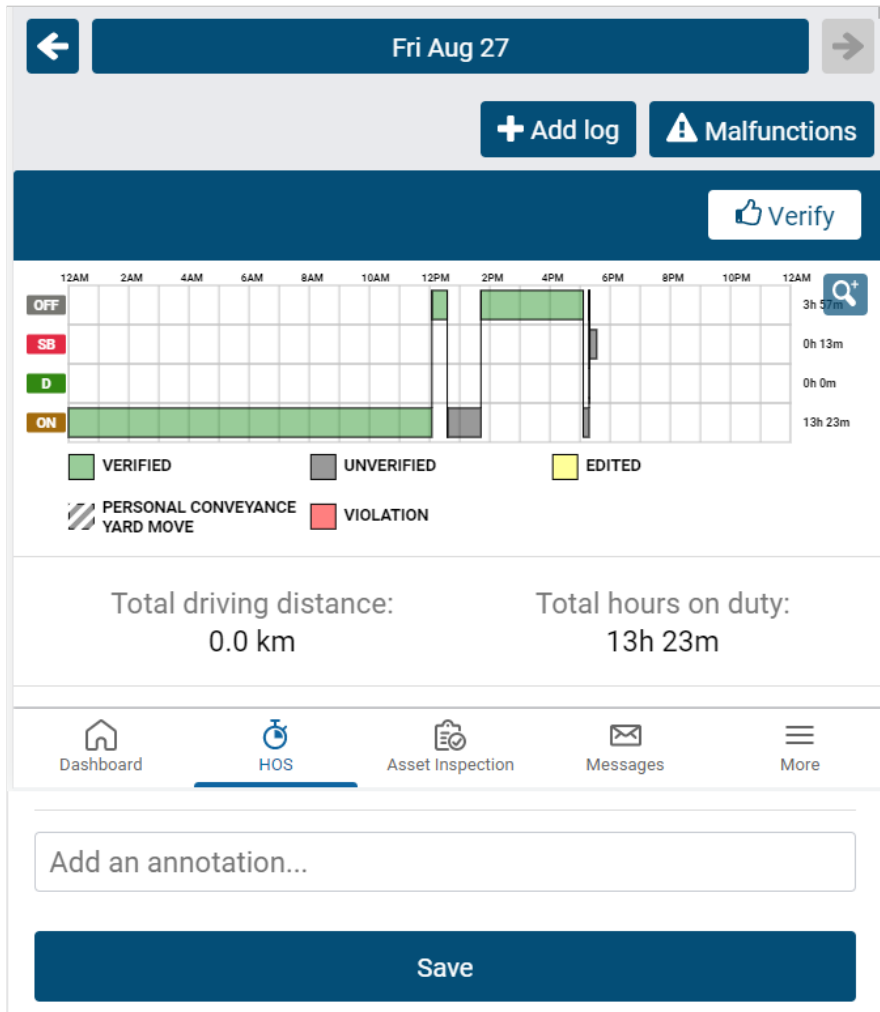 Fri Aug 27
Add log
Malfunctions
Verify
12AM 2AM 4AM 6AM 8AM 10AM 12PM 2PM 4PM 6PM 8PM 10PM 12AM
OFF 3h 57m
SB 0h 13m
D 0h 0m
ON 13h 23m
VERIFIED UNVERIFIED EDITED
PERSONAL CONVEYANCE
YARD MOVE
VIOLATION
Total driving distance: Total hours on duty:
0.0 km 13h 23m
Dashboard HOS Asset Inspection Messages More
Add an annotation...
Save